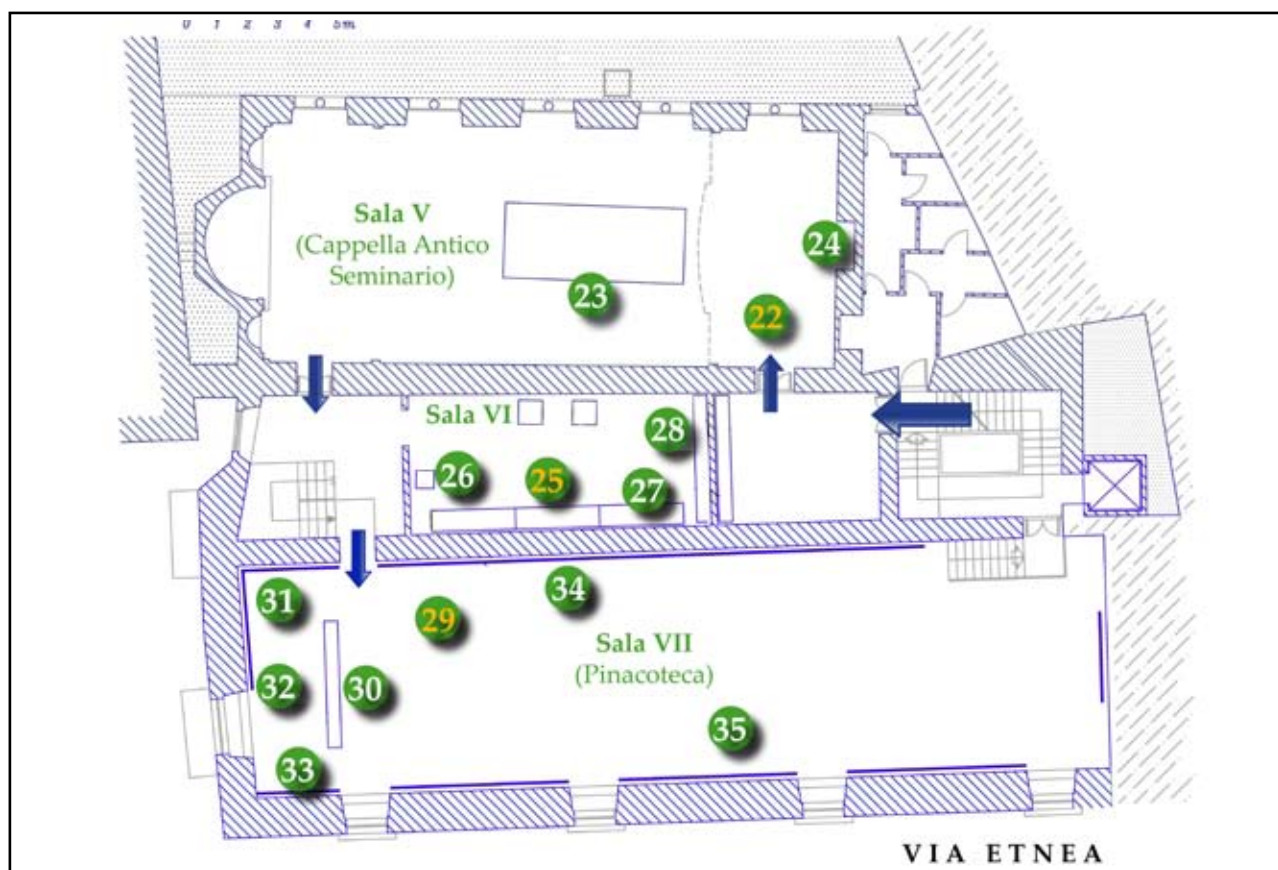 0 1 2 3 4 5m
Sala V
(Cappella Antico
Seminario)
24
23
22
Sala VI
28
26
25
27
31
34
29
Sala VII
(Pinacoteca)
32
30
35
33
VIA ETNEA